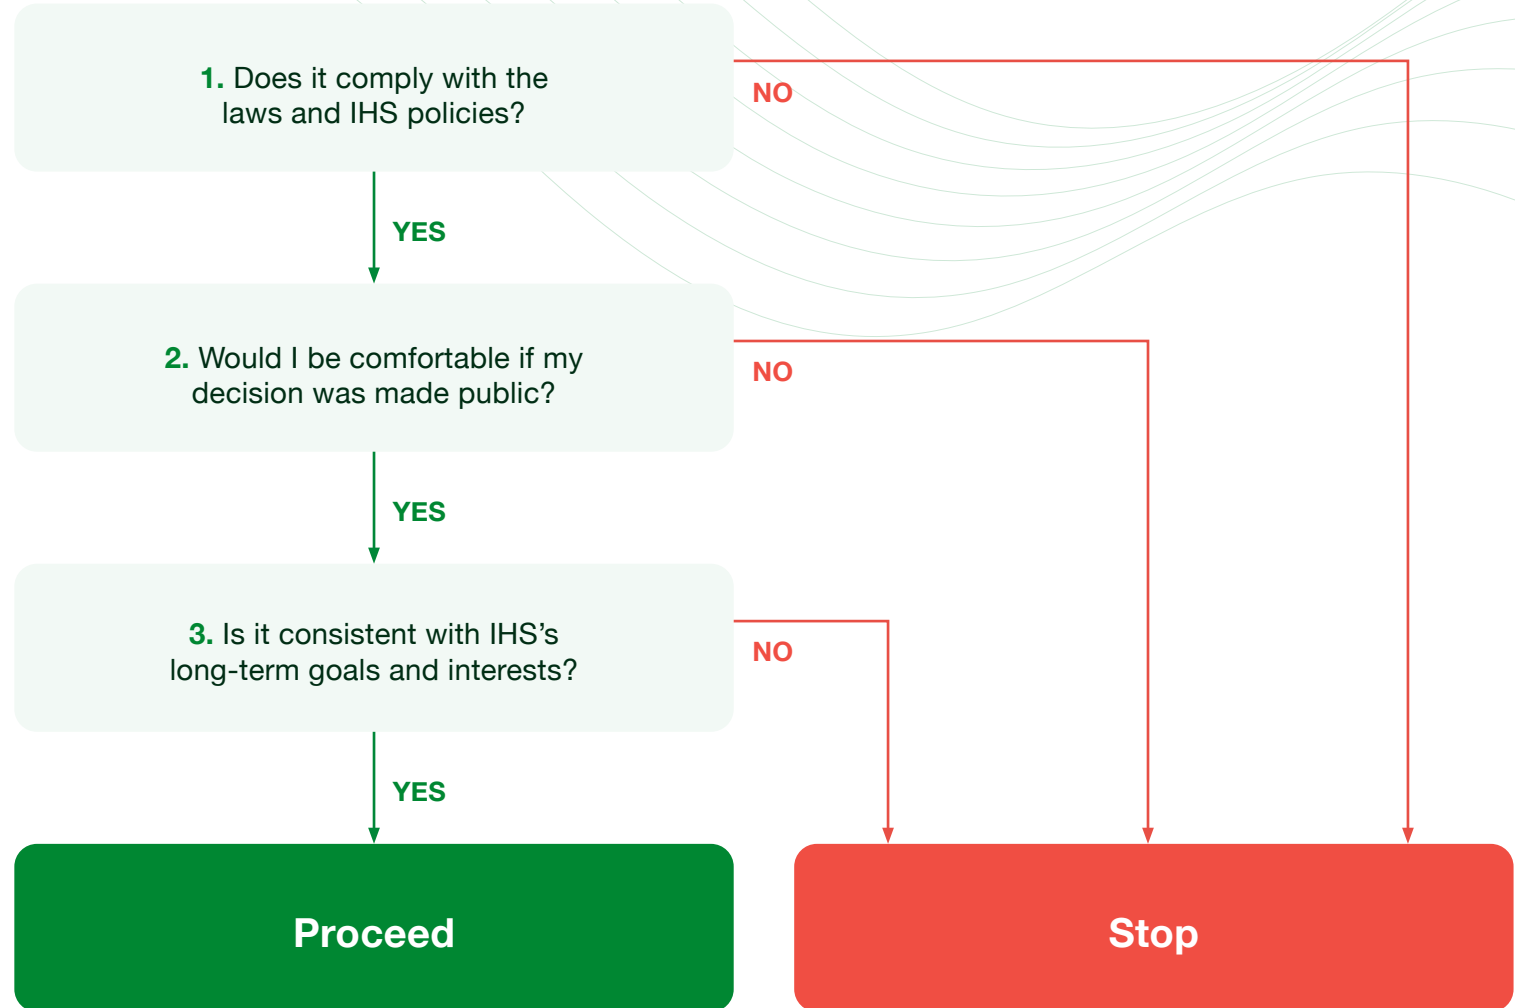 1. Does it comply with the
laws and IHS policies?
NO
YES
2. Would I be comfortable if my
decision was made public?
NO
YES
3. Is it consistent with IHS’s
long-term goals and interests?
NO
YES
Proceed
Stop